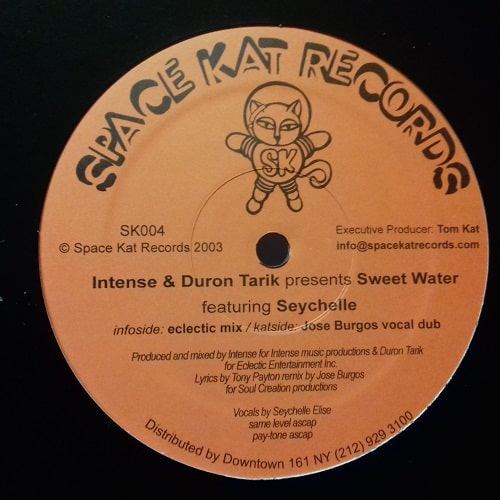 SPACE KAT RECORDS
SK
SK004
© Space Kat Records 2003
Executive Producer: Tom Kat
info@spacekatrecords.com
Intense & Duron Tarik presents Sweet Water
featuring Seychelle
infoside: eclectic mix / katside: Jose Burgos vocal dub
Produced and mixed by Intense for Intense music productions & Duron Tarik
for Eclectic Entertainment Inc.
Lyrics by Tony Payton remix by Jose Burgos
for Soul Creation productions
Vocals by Seychelle Elise
same level ascap
pay-tone ascap
Distributed by Downtown 161 NY (212) 929 3100